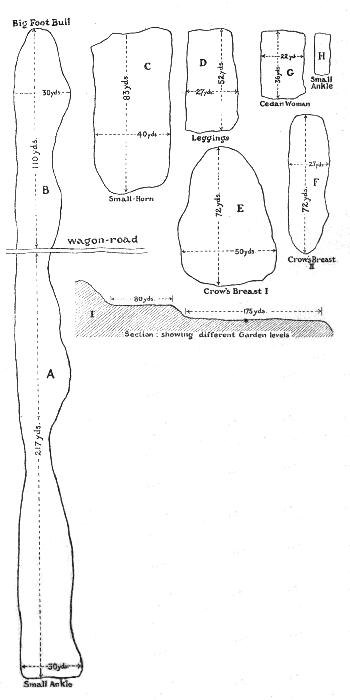 Big Foot Bull
30 yds.
110 yds.
B
wagon-road
A
217 yds.
30 yds
Small Ankle
C
83 yds.
40 yds
Small-Horn
D
52 yds.
27 yds.
Leggings
22 yds
36 yds
G
Cedar Woman
H
Small
Ankle
E
72 yds.
50 yds
Crow's Breast I
27 yds
F
72 yds.
Crow's Breast
II
I
80 yds.
175 yds.
Section: showing different Garden levels